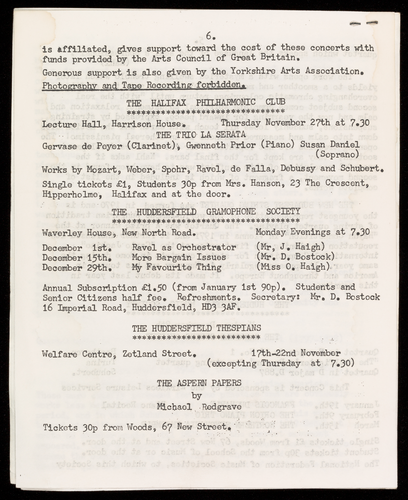 6.
is affiliated, gives support toward the cost of these concerts with
funds provided by the Arts Council of Great Britain.
Generous support is also given by the Yorkshire Arts Association.
Photography and Tape Recording forbidden.
THE HALIFAX PHILHARMONIC CLUB
******************************
Lecture Hall, Harrison House. Thursday November 27th at 7.30
THE TRIO LA SERATA
Gervase de Peyer (Clarinet), Gwenneth Prior (Piano) Susan Daniel
(Soprano)
Works by Mozart, Weber, Spohr, Ravel, de Falla, Debussy and Schubert.
Single tickets £1, Students 30p from Mrs. Hanson, 23 The Crescent,
Hipperholme, Halifax and at the door.
THE HUDDERSFIELD GRAMOPHONE SOCIETY
***********************************
Waverley House, New North Road. Monday Evenings at 7.30
December 1st. Ravel as Orchestrator (Mr. J. Haigh)
December 15th. More Bargain Issues (Mr. D. Bostock)
December 29th. My Favourite Thing (Miss O. Haigh)
Annual Subscription £1.50 (from January 1st 90p). Students and
Senior Citizens half fee. Refreshments. Secretary: Mr. D. Bostock
16 Imperial Road, Huddersfield, HD3 3AF.
THE HUDDERSFIELD THESPIANS
**************************
Welfare Centre, Zetland Street. 17th-22nd November
(excepting Thursday at 7.30)
THE ASPERN PAPERS
by
Michael Redgrave
Tickets 30p from Woods, 67 New Street.